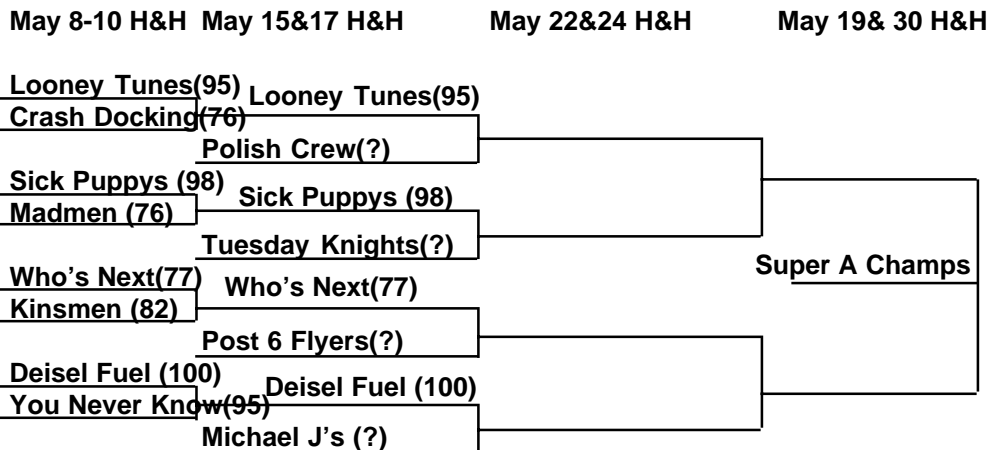 May 8-10 H&H May 15&17 H&H May 22&24 H&H May 19& 30 H&H
Looney Tunes(95)
Looney Tunes(95)
Crash Docking(76)
Polish Crew(?)
Sick Puppys (98)
Sick Puppys (98)
Madmen (76)
Tuesday Knights(?)
Super A Champs
Who's Next(77)
Who's Next(77)
Kinsmen (82)
Post 6 Flyers(?)
Deisel Fuel (100)
Deisel Fuel (100)
You Never Know(95)
Michael J's (?)